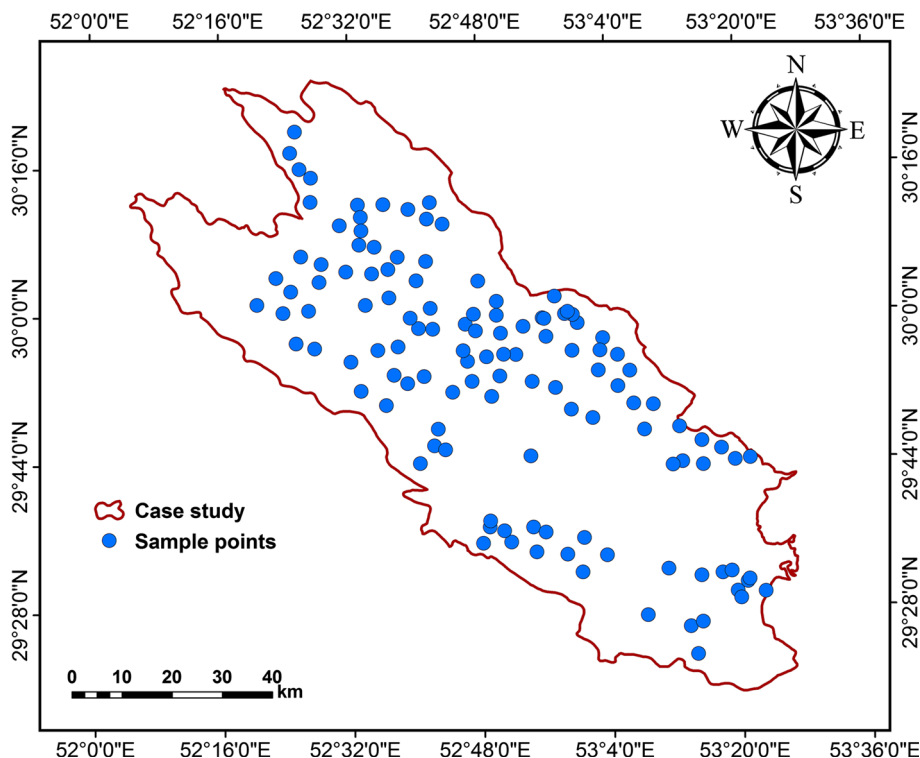 52°0'0"E 52°16'0"E 52°32'0"E 52°48'0"E 53°4'0"E 53°20'0"E 53°36'0"E
N
W E
S
30°16'0"N 30°16'0"N
30°0'0"N 30°0'0"N
29°44'0"N 29°44'0"N
Case study
Sample points
29°28'0"N 29°28'0"N
0 10 20 30 40
km
52°0'0"E 52°16'0"E 52°32'0"E 52°48'0"E 53°4'0"E 53°20'0"E 53°36'0"E